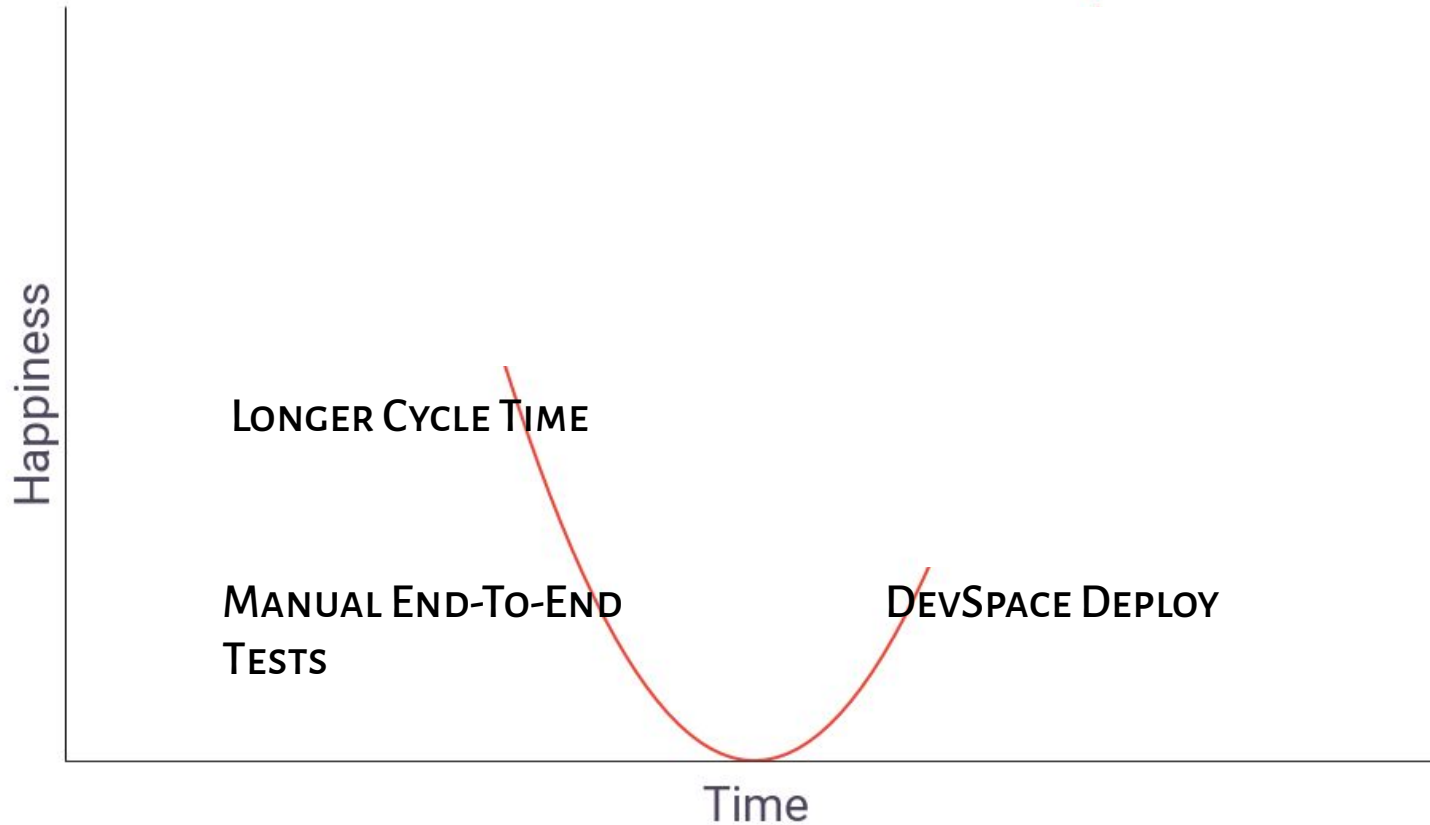 Happiness
Longer Cycle Time
Manual End-To-End
Tests
DevSpace Deploy
Time